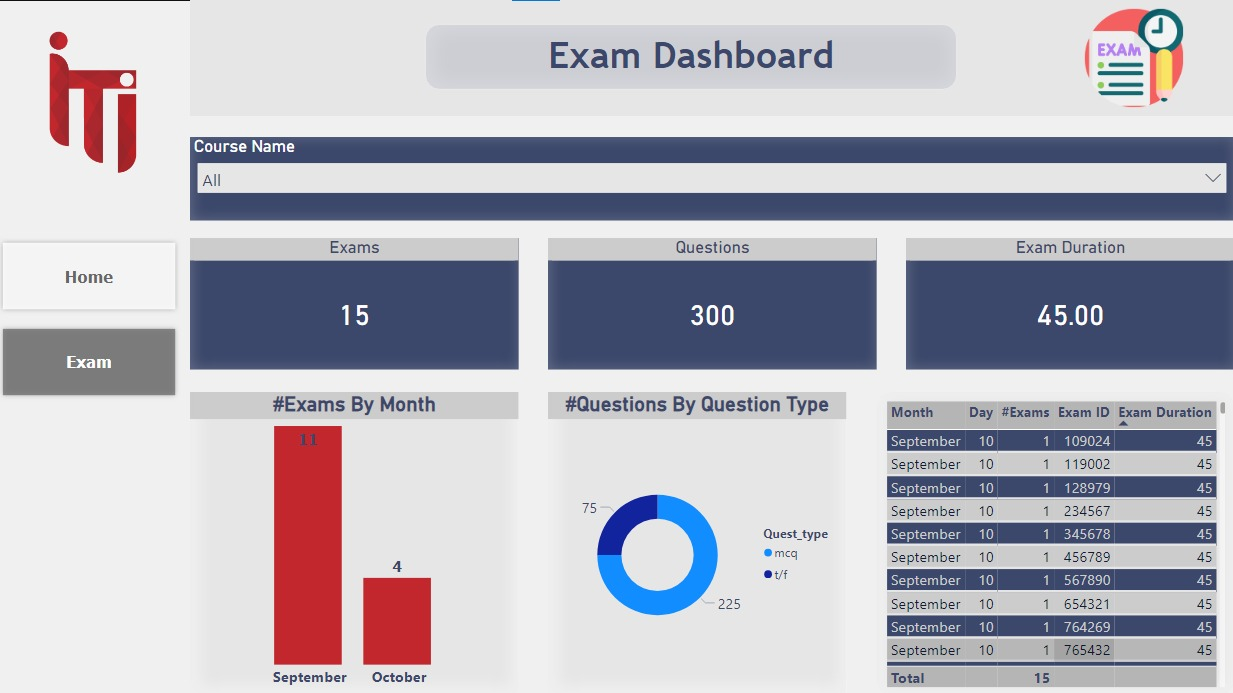 iTi
Exam Dashboard
EXAM
Course Name
All
Home
Exam
Exams
15
Questions
300
Exam Duration
45.00
#Exams By Month
11
4
September
October
#Questions By Question Type
75
225
Quest_type
mcq
t/f
Month Day #Exams Exam ID Exam Duration
September 10 1 109024 45
September 10 1 119002 45
September 10 1 128979 45
September 10 1 234567 45
September 10 1 345678 45
September 10 1 456789 45
September 10 1 567890 45
September 10 1 654321 45
September 10 1 764269 45
September 10 1 765432 45
Total 15